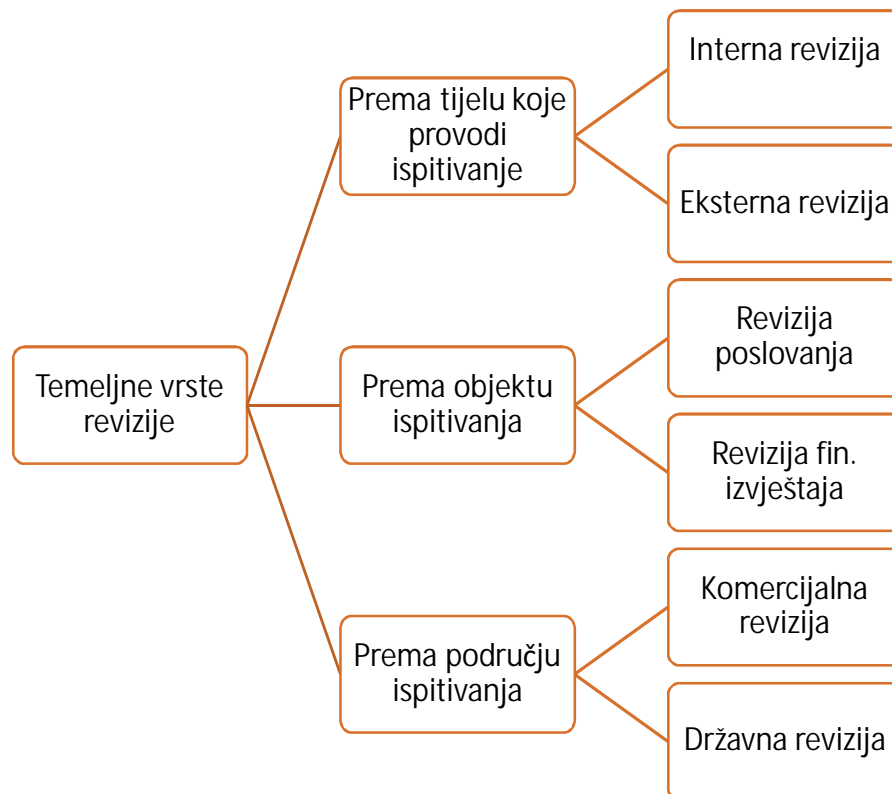 Temeljne vrste
revizije
Prema tijelu koje
provodi
ispitivanje
Interna revizija
Eksterna revizija
Prema objektu
ispitivanja
Revizija
poslovanja
Revizija fin.
izvještaja
Prema području
ispitivanja
Komercijalna
revizija
Državna revizija